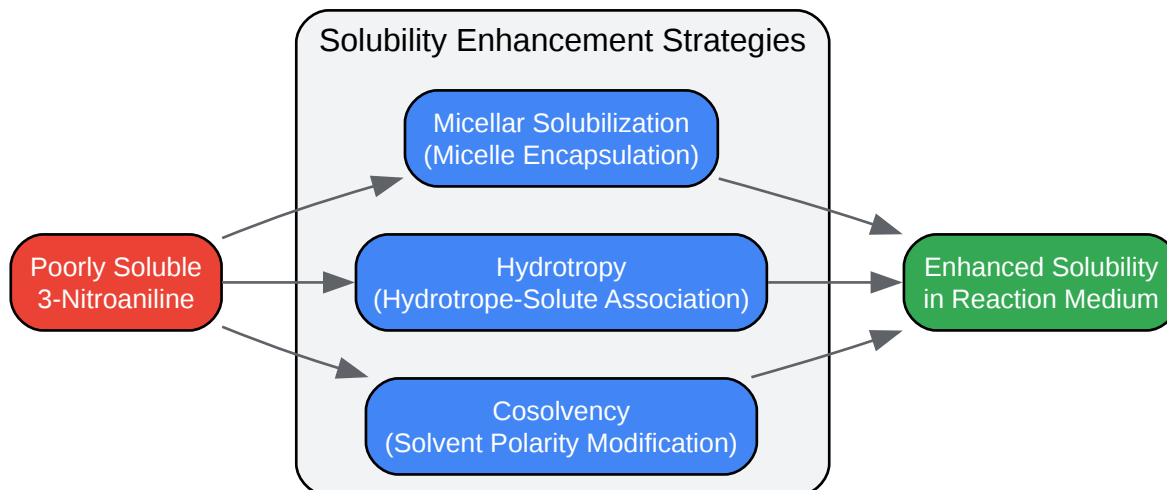 Solubility Enhancement Strategies
Micellar Solubilization
(Micelle Encapsulation)
Poorly Soluble
3-Nitroaniline
Hydrotropy
(Hydrotrope-Solute Association)
Enhanced Solubility
in Reaction Medium
Cosolvency
(Solvent Polarity Modification)